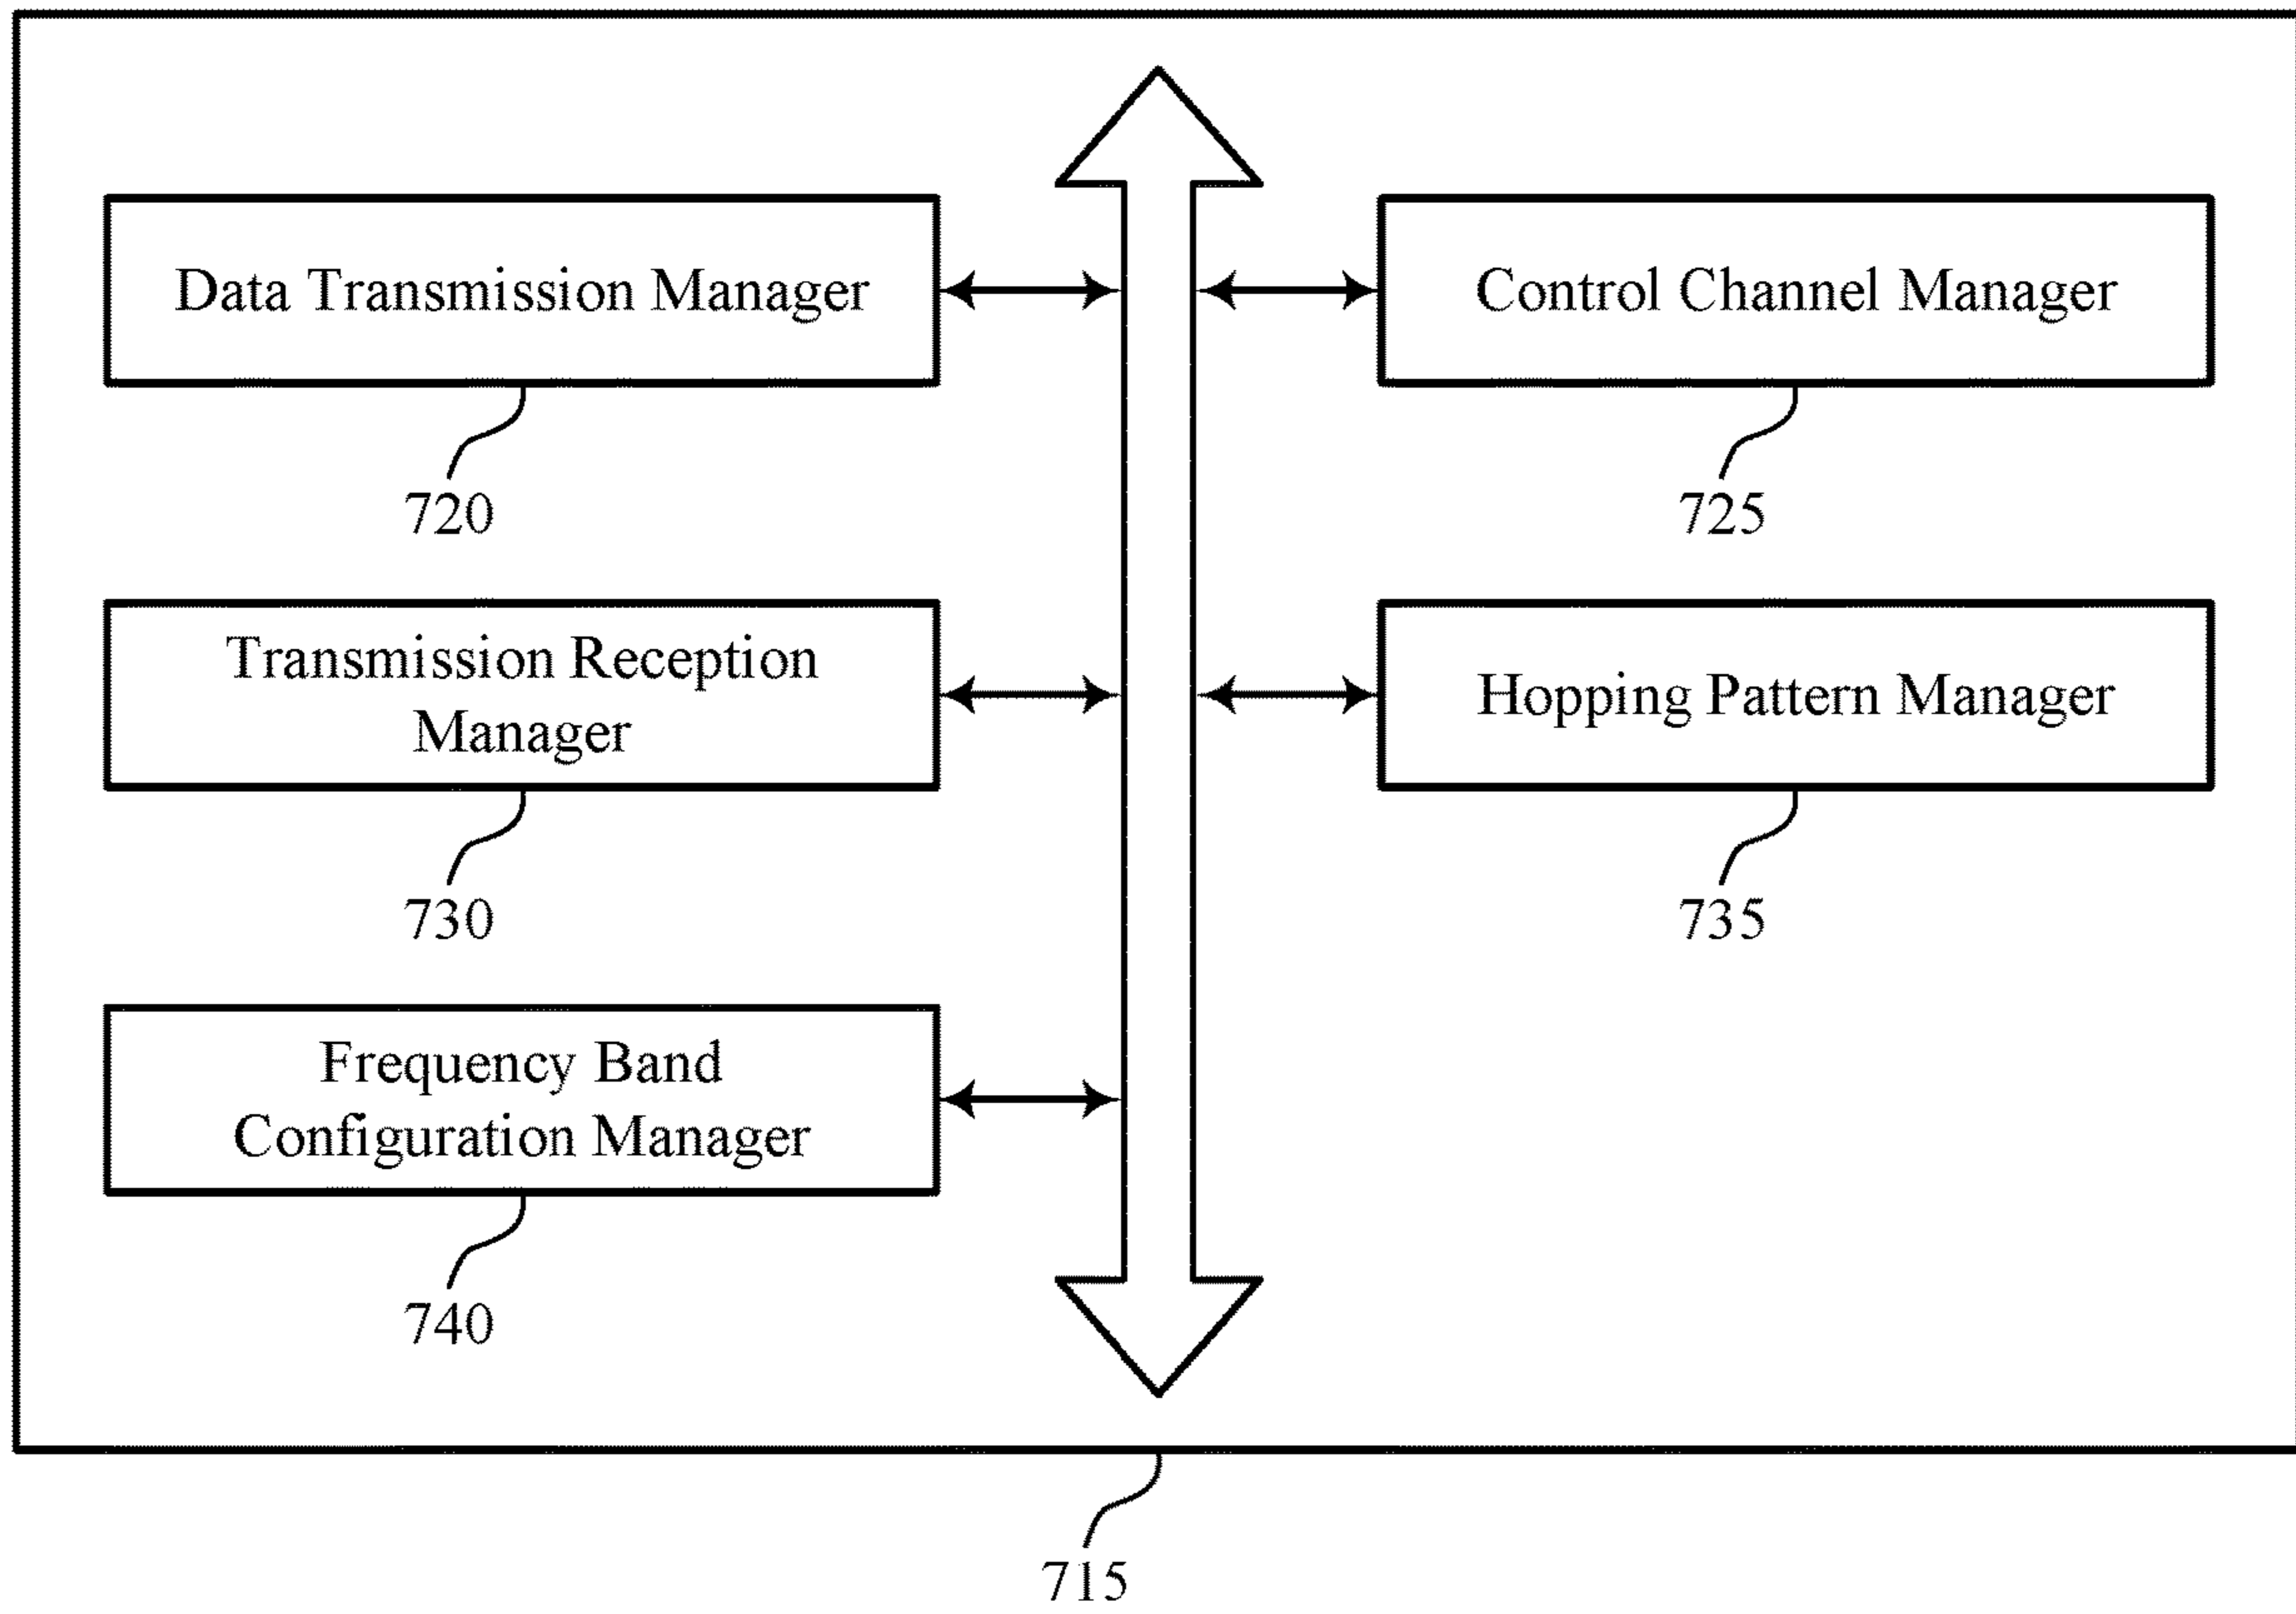 Data Transmission Manager
720
Control Channel Manager
725
Transmission Reception
Manager
730
Hopping Pattern Manager
735
Frequency Band
Configuration Manager
740
715